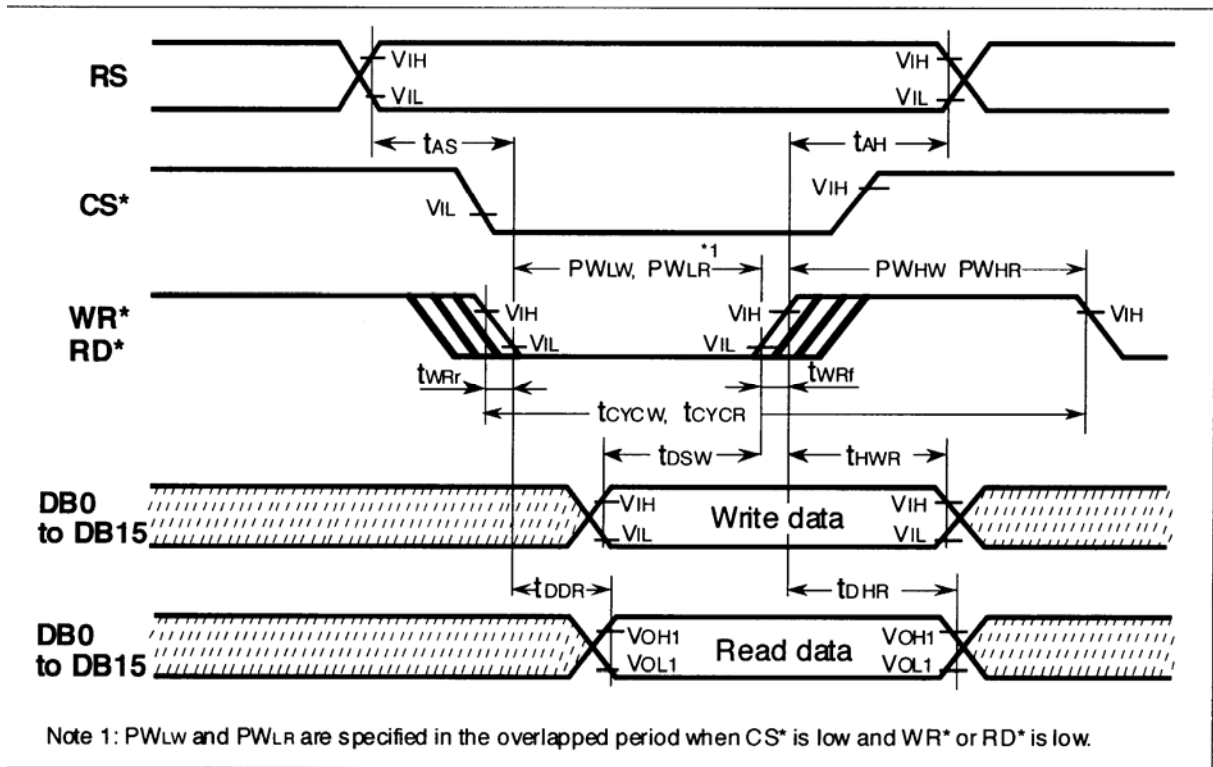 RS
VIH
VIH
VIL
VIL
tAS
tAH
CS*
VIL
VIH
PWLW, PWLR *1
PWHW PWHR
WR*
RD*
VIH
VIH
VIH
VIL
VIL
tWRr
tWRf
tCYCW, tCYCR
tDSW
tHWR
DB0
to DB15
VIH
Write data
VIH
VIL
VIL
tDDR
tDHR
DB0
to DB15
VOH1
Read data
VOH1
VOL1
VOL1
Note 1: PWLW and PWLR are specified in the overlapped period when CS* is low and WR* or RD* is low.